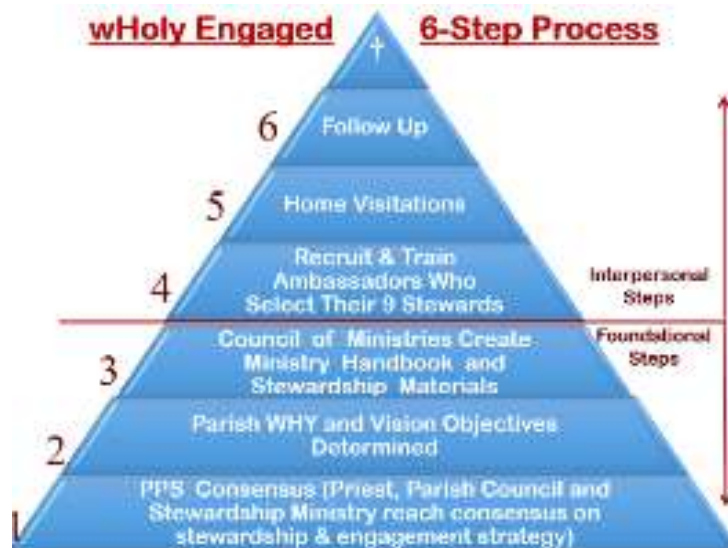 wHoly Engaged 6-Step Process
†
6 Follow Up
5 Home Visitations
4
Recruit & Train
Ambassadors Who
Select Their 9 Stewards
Interpersonal
Steps
Foundational
Steps
3
Council of Ministries Create
Ministry Handbook and
Stewardship Materials
2
Parish WHY and Vision Objectives
Determined
1
PPS Consensus (Priest, Parish Council and
Stewardship Ministry reach consensus on
stewardship & engagement strategy)